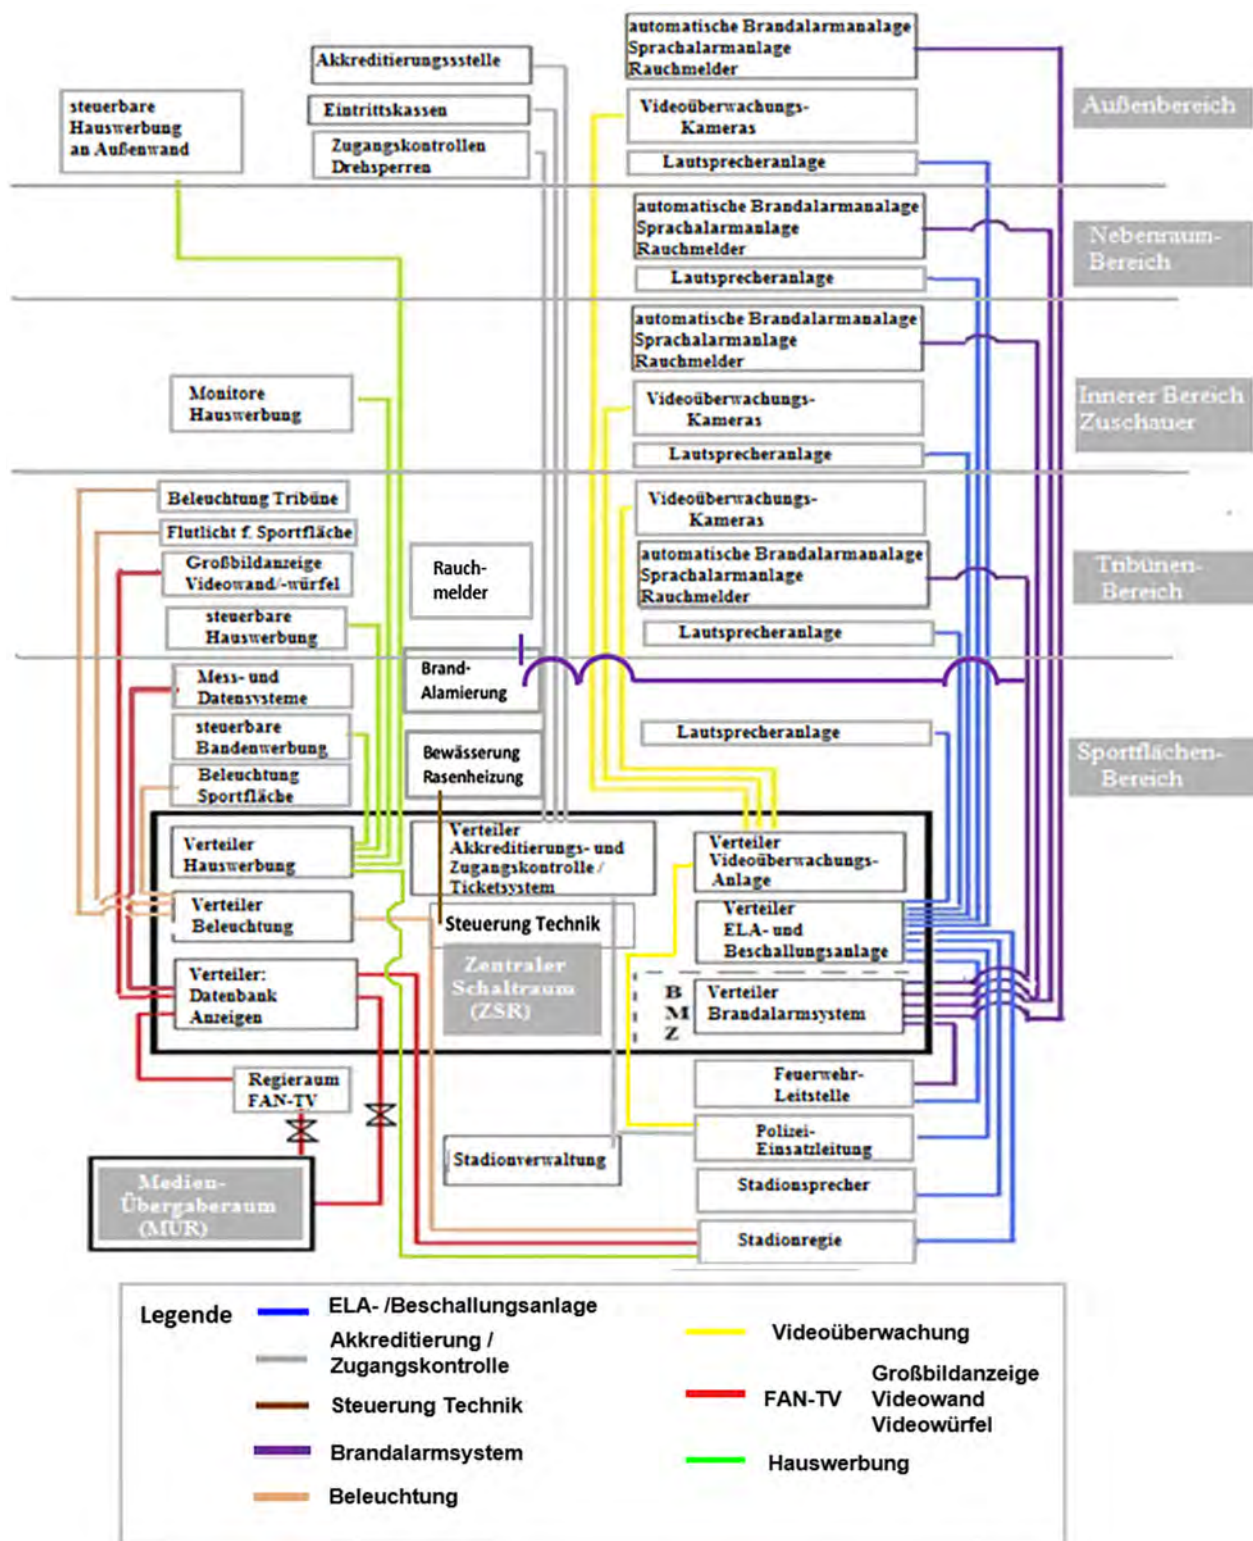 automatische Brandalarmanalage
Sprachalarmanlage
Rauchmelder
Akkreditierungssstelle
steuerbare
Hauswerbung
an Außenwand
Eintrittskassen
Videoüberwachungs-
Kameras
Außenbereich
Zugangskontrollen
Drehsperren
Lautsprecheranlage
automatische Brandalarmanalage
Sprachalarmanlage
Rauchmelder
Nebenraum-
Bereich
Lautsprecheranlage
automatische Brandalarmanalage
Sprachalarmanlage
Rauchmelder
Monitore
Hauswerbung
Videoüberwachungs-
Kameras
Innerer Bereich
Zuschauer
Lautsprecheranlage
Beleuchtung Tribüne
Videoüberwachungs-
Kameras
Flutlicht f. Sportfläche
Großbildanzeige
Videowand/-würfel
Rauch-
melder
automatische Brandalarmanalage
Sprachalarmanlage
Rauchmelder
Tribünen-
Bereich
steuerbare
Hauswerbung
Lautsprecheranlage
Mess- und
Datensysteme
Brand-
Alamierung
steuerbare
Bandenwerbung
Bewässerung
Rasenheizung
Lautsprecheranlage
Sportflächen-
Bereich
Beleuchtung
Sportfläche
Verteiler
Hauswerbung
Verteiler
Akkreditierungs- und
Zugangskontrolle /
Ticketsystem
Verteiler
Videoüberwachungs-
Anlage
Verteiler
Beleuchtung
Steuerung Technik
Verteiler
ELA- und
Beschallungsanlage
Zentraler
Schaltraum
(ZSR)
Verteiler:
Datenbank
Anzeigen
B
M
Z
Verteiler
Brandalarmsystem
Regieraum
FAN-TV
Feuerwehr-
Leitstelle
Polizei-
Einsatzleitung
Stadionverwaltung
Medien-
Übergaberaum
(MÜR)
Stadionsprecher
Stadionregie
Legende
ELA- /Beschallungsanlage
Akkreditierung /
Zugangskontrolle
Steuerung Technik
Brandalarmsystem
Beleuchtung
Videoüberwachung
FAN-TV
Großbildanzeige
Videowand
Videowürfel
Hauswerbung